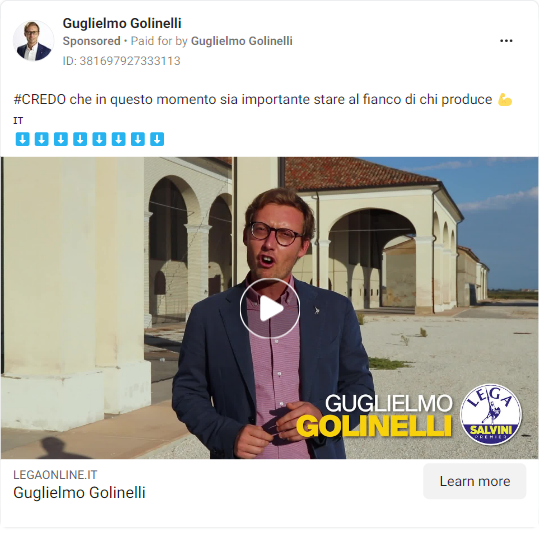 Guglielmo Golinelli
Sponsored • Paid for by Guglielmo Golinelli
ID: 381697927333113
#CREDO che in questo momento sia importante stare al fianco di chi produce 💪
IT
⬇️⬇️⬇️⬇️⬇️⬇️⬇️⬇️
GUGLIELMO
GOLINELLI
LEGA
SALVINI
PREMIER
LEGAONLINE.IT
Guglielmo Golinelli
Learn more